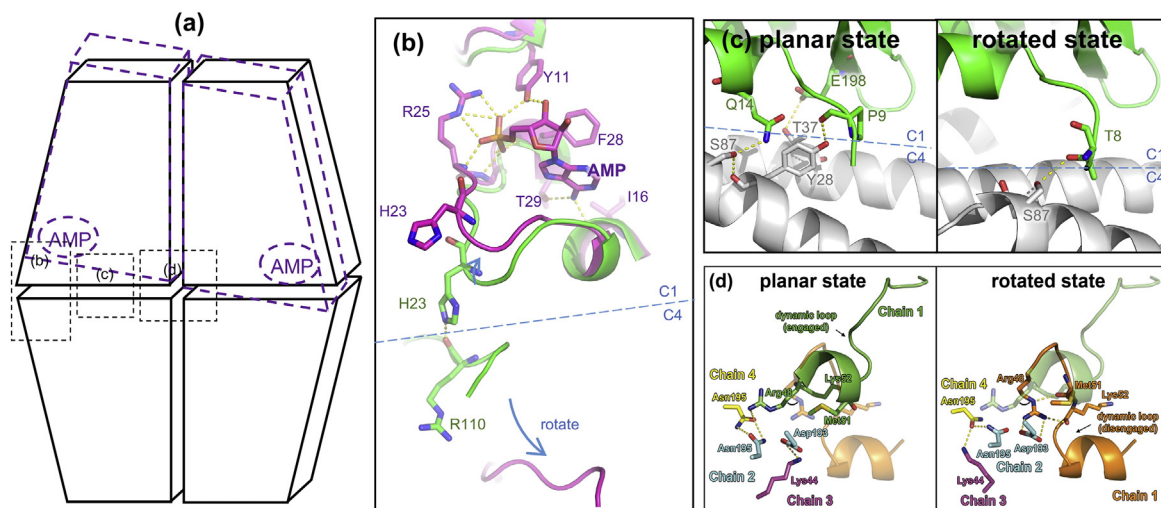 (a)
AMP
AMP
(b)
(c)
(d)
(b)
Y11
R25
F28
AMP
T29
I16
H23
H23
C1
C4
R110
rotate
(c) planar state
E198
Q14
P9
T37
C1
S87
C4
Y28
rotated state
T8
C1
C4
S87
(d) planar state
Chain 1
dynamic loop
(engaged)
Chain 4
Arg48
Lys52
Asn195
Met51
Asn195
Asp193
Chain 2
Lys44
Chain 3
rotated state
Arg48
Met51
Chain 4
Lys52
Asn195
dynamic loop
(disengaged)
Asn195
Asp193
Chain 2
Lys44
Chain 3
Chain 1